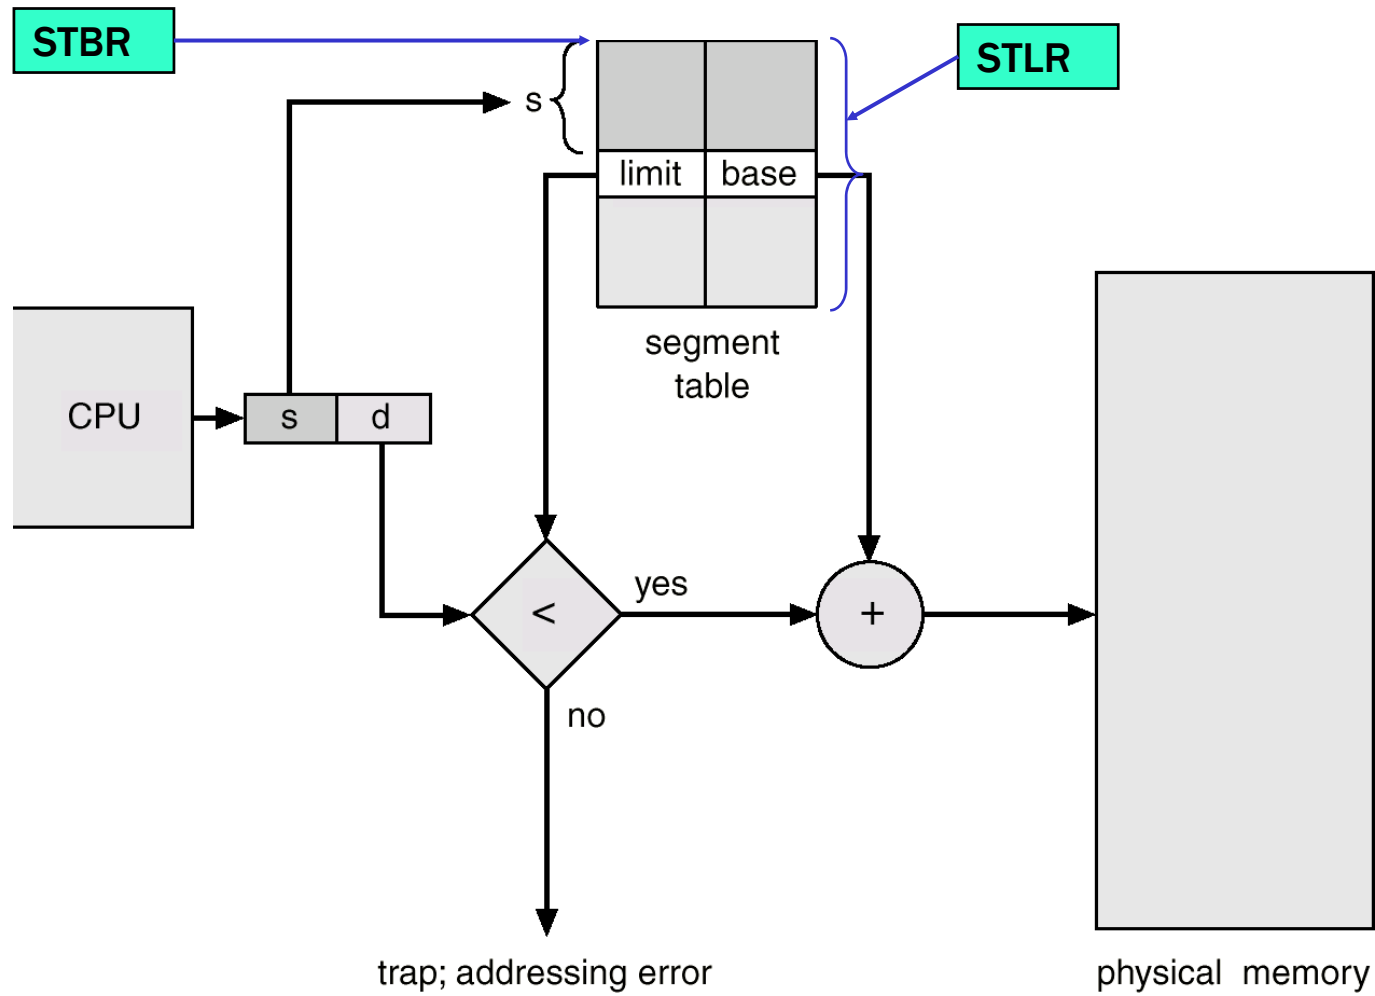 STBR
STLR
s
limit base
segment
table
CPU
s d
yes
< +
no
trap; addressing error
physical memory